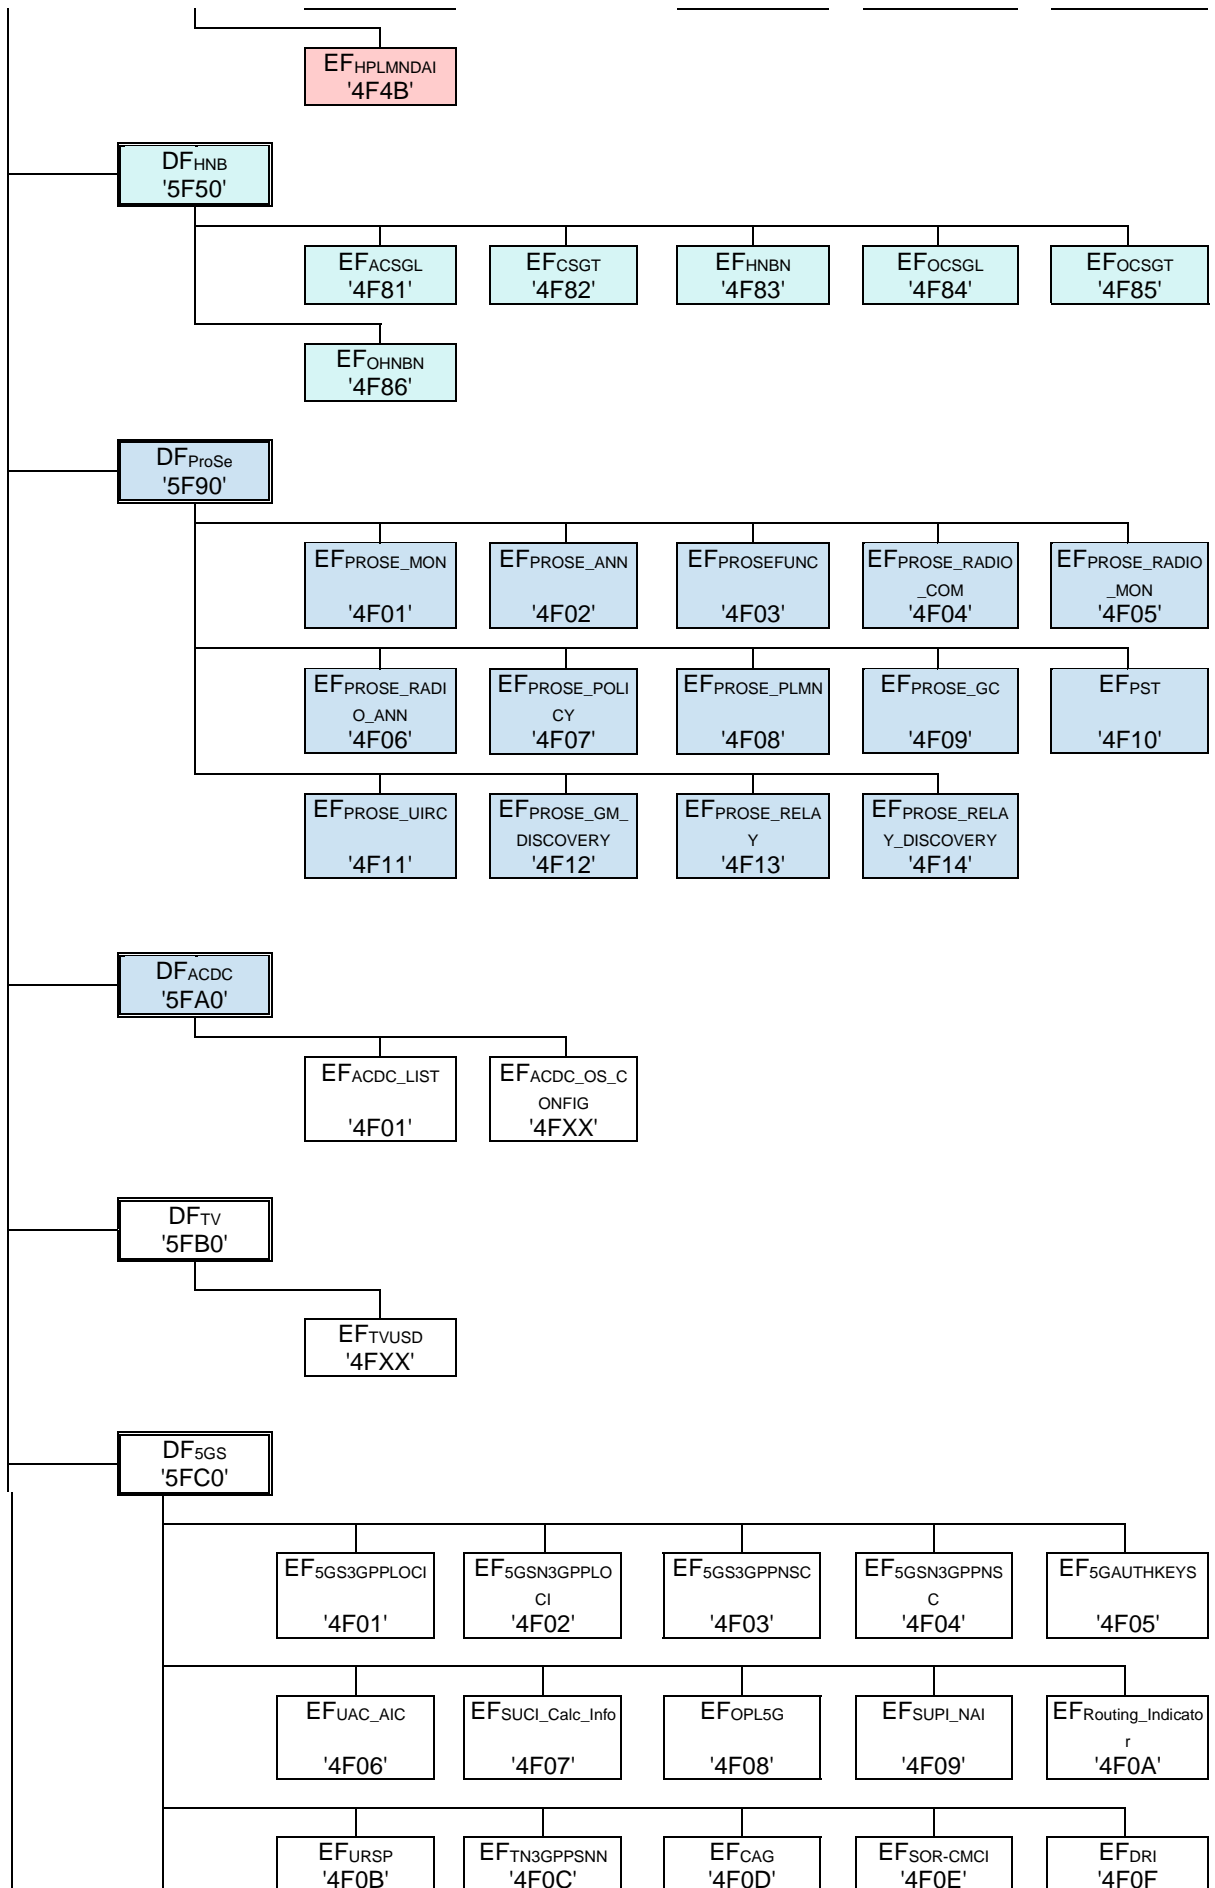 EFHPLMNDAI
'4F4B'
DFHNB
'5F50'
EFACSGL
'4F81'
EFCSGT
'4F82'
EFHNBN
'4F83'
EFOCSGL
'4F84'
EFOCSGT
'4F85'
EFOHNBN
'4F86'
DFProSe
'5F90'
EFPROSE_MON
'4F01'
EFPROSE_ANN
'4F02'
EFPROSEFUNC
'4F03'
EFPROSE_RADIO
_COM
'4F04'
EFPROSE_RADIO
_MON
'4F05'
EFPROSE_RADI
O_ANN
'4F06'
EFPROSE_POLI
CY
'4F07'
EFPROSE_PLMN
'4F08'
EFPROSE_GC
'4F09'
EFPST
'4F10'
EFPROSE_UIRC
'4F11'
EFPROSE_GM_
DISCOVERY
'4F12'
EFPROSE_RELA
Y
'4F13'
EFPROSE_RELA
Y_DISCOVERY
'4F14'
DFACDC
'5FA0'
EFACDC_LIST
'4F01'
EFACDC_OS_C
ONFIG
'4FXX'
DFTV
'5FB0'
EFTVUSD
'4FXX'
DF5GS
'5FC0'
EF5GS3GPPLOCI
'4F01'
EF5GSN3GPPLO
CI
'4F02'
EF5GS3GPPNSC
'4F03'
EF5GSN3GPPNS
C
'4F04'
EF5GAUTHKEYS
'4F05'
EFUAC_AIC
'4F06'
EFSUCI_Calc_Info
'4F07'
EFOPL5G
'4F08'
EFSUPI_NAI
'4F09'
EFRouting_Indicato
r
'4F0A'
EFURSP
'4F0B'
EFTN3GPPSNN
'4F0C'
EFCAG
'4F0D'
EFSOR-CMCI
'4F0E'
EFDRI
'4F0F